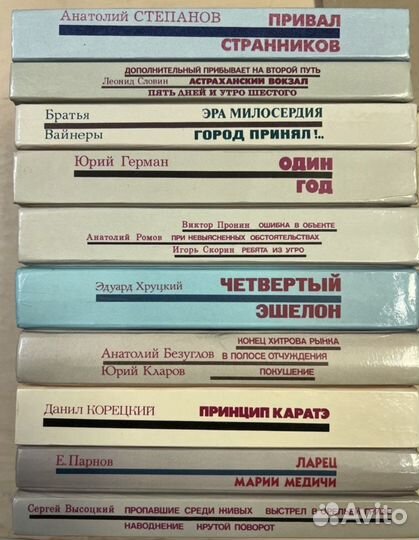 Анатолий СТЕПАНОВ ПРИВАЛ
СТРАННИКОВ
ДОПОЛНИТЕЛЬНЫЙ ПРИБЫВАЕТ НА ВТОРОЙ ПУТЬ
Леонид Словин АСТРАХАНСКИЙ ВОКЗАЛ
ПЯТЬ ДНЕЙ И УТРО ШЕСТОГО
Братья ЭРА МИЛОСЕРДИЯ
Вайнеры ГОРОД ПРИНЯЛ!..
Юрий Герман ОДИН
ГОД
Виктор Пронин ОШИБКА В ОБЪЕКТЕ
Анатолий Ромов ПРИ НЕВЫЯСНЕННЫХ ОБСТОЯТЕЛЬСТВАХ
Игорь Скорин РЕБЯТА ИЗ УГРО
Эдуард Хруцкий ЧЕТВЕРТЫЙ
ЭШЕЛОН
КОНЕЦ ХИТРОВА РЫНКА
Анатолий Безуглов В ПОЛОСЕ ОТЧУЖДЕНИЯ
Юрий Кларов ПОКУШЕНИЕ
Данил КОРЕЦКИЙ ПРИНЦИП КАРАТЭ
Е. Парнов ЛАРЕЦ
МАРИИ МЕДИЧИ
Сергей Высоцкий ПРОПАВШИЕ СРЕДИ ЖИВЫХ ВЫСТРЕЛ В
НАВОДНЕНИЕ КРУТОЙ ПОВОРОТ
Avito